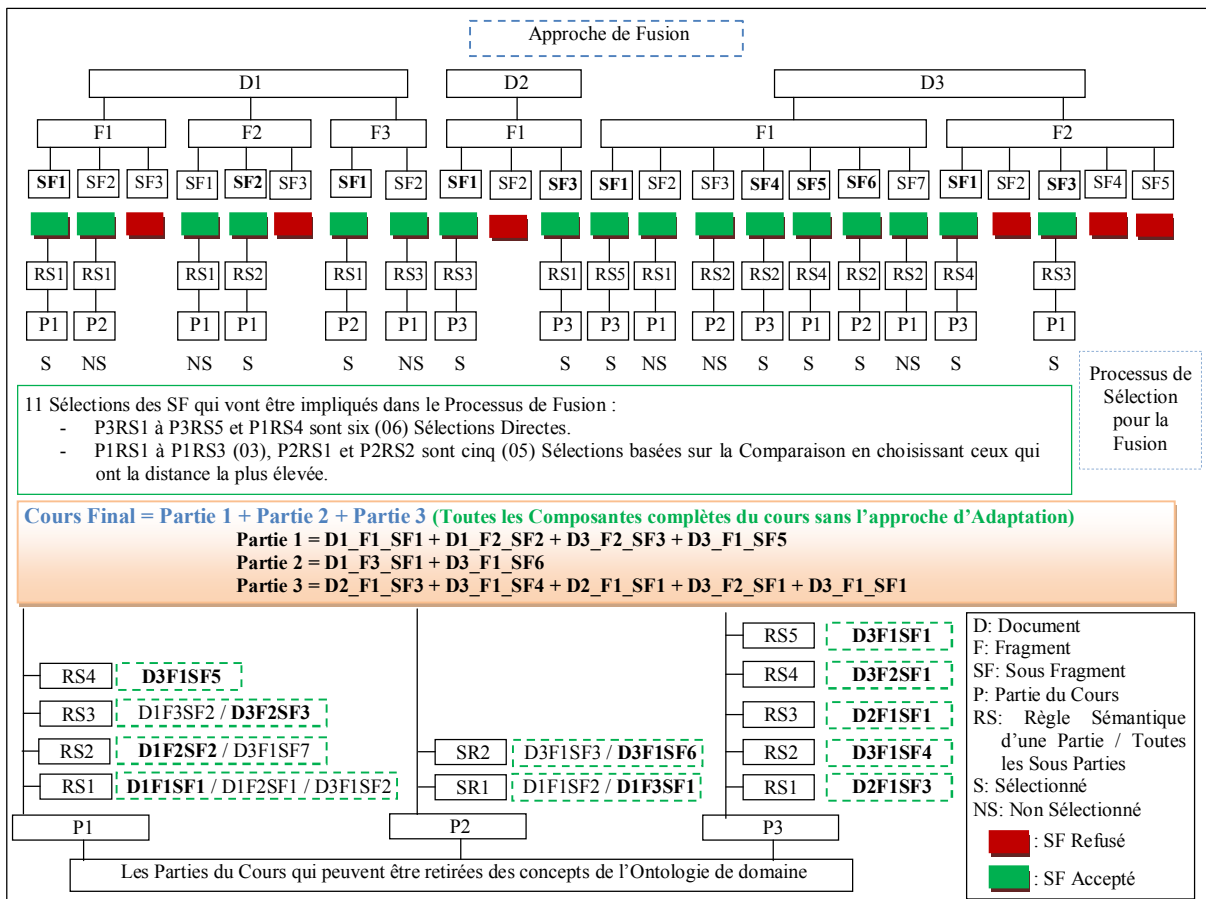 Approche de Fusion
D1 D2 D3
F1 F2 F3 F1 F1 F2
SF1 SF2 SF3 SF1 SF2 SF3 SF1 SF2 SF1 SF2 SF3 SF1 SF2 SF3 SF4 SF5 SF6 SF7 SF1 SF2 SF3 SF4 SF5
RS1 RS1 RS1 RS2 RS1 RS3 RS3 RS1 RS5 RS1 RS2 RS2 RS4 RS2 RS2 RS4 RS3
P1 P2 P1 P1 P2 P1 P3 P3 P3 P1 P2 P3 P1 P2 P1 P3 P1
S NS NS S S NS S S S NS NS S S S NS S S
Processus de
Sélection
pour la
Fusion
11 Sélections des SF qui vont être impliqués dans le Processus de Fusion :
- P3RS1 à P3RS5 et P1RS4 sont six (06) Sélections Directes.
- P1RS1 à P1RS3 (03), P2RS1 et P2RS2 sont cinq (05) Sélections basées sur la Comparaison en choisissant ceux qui
ont la distance la plus élevée.
Cours Final = Partie 1 + Partie 2 + Partie 3 (Toutes les Composantes complètes du cours sans l'approche d'Adaptation)
Partie 1 = D1_F1_SF1 + D1_F2_SF2 + D3_F2_SF3 + D3_F1_SF5
Partie 2 = D1_F3_SF1 + D3_F1_SF6
Partie 3 = D2_F1_SF3 + D3_F1_SF4 + D2_F1_SF1 + D3_F2_SF1 + D3_F1_SF1
RS4 D3F1SF5
RS3 D1F3SF2 / D3F2SF3
RS2 D1F2SF2 / D3F1SF7
RS1 D1F1SF1 / D1F2SF1 / D3F1SF2
P1
SR2 D3F1SF3 / D3F1SF6
SR1 D1F1SF2 / D1F3SF1
P2
RS5 D3F1SF1
RS4 D3F2SF1
RS3 D2F1SF1
RS2 D3F1SF4
RS1 D2F1SF3
P3
Les Parties du Cours qui peuvent être retirées des concepts de l'Ontologie de domaine
D: Document
F: Fragment
SF: Sous Fragment
P: Partie du Cours
RS: Règle Sémantique
d'une Partie / Toutes
les Sous Parties
S: Sélectionné
NS: Non Sélectionné
: SF Refusé
: SF Accepté